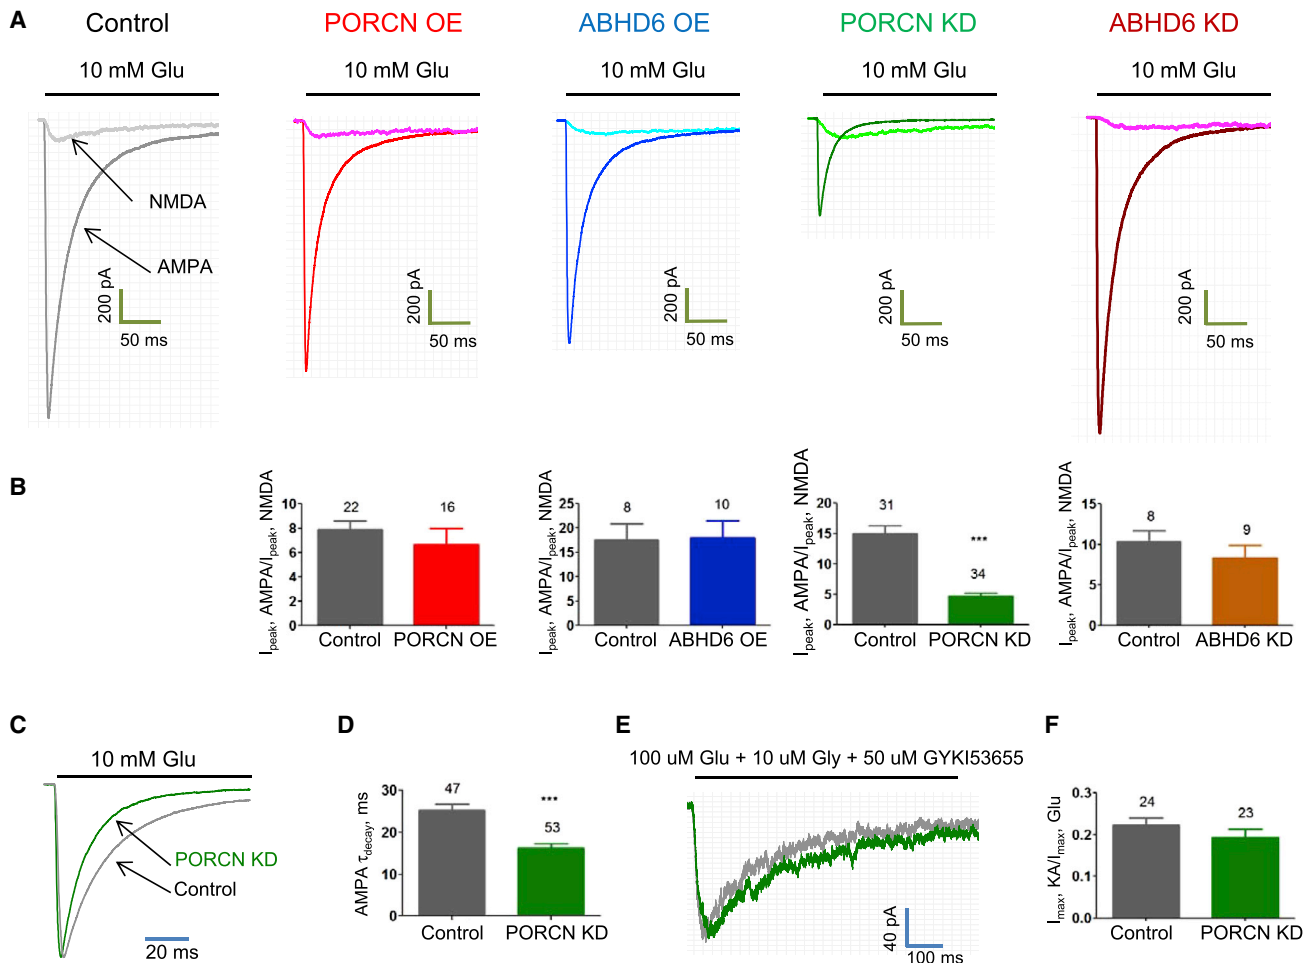 A
Control
PORCN OE
ABHD6 OE
PORCN KD
ABHD6 KD
10 mM Glu
10 mM Glu
10 mM Glu
10 mM Glu
10 mM Glu
NMDA
AMPA
200 pA
50 ms
200 pA
50 ms
200 pA
50 ms
200 pA
50 ms
200 pA
50 ms
B
Ipeak, AMPA/Ipeak, NMDA
10
8
6
4
2
0
22
16
Control
PORCN OE
Ipeak, AMPA/Ipeak, NMDA
25
20
15
10
5
0
8
10
Control
ABHD6 OE
Ipeak, AMPA/Ipeak, NMDA
20
15
10
5
0
31
***
34
Control
PORCN KD
Ipeak, AMPA/Ipeak, NMDA
15
10
5
0
8
9
Control
ABHD6 KD
C
10 mM Glu
PORCN KD
Control
20 ms
D
AMPA τdecay, ms
30
20
10
0
47
***
53
Control
PORCN KD
E
100 uM Glu + 10 uM Gly + 50 uM GYKI53655
40 pA
100 ms
F
Imax, KA/Imax, Glu
0.3
0.2
0.1
0.0
24
23
Control
PORCN KD